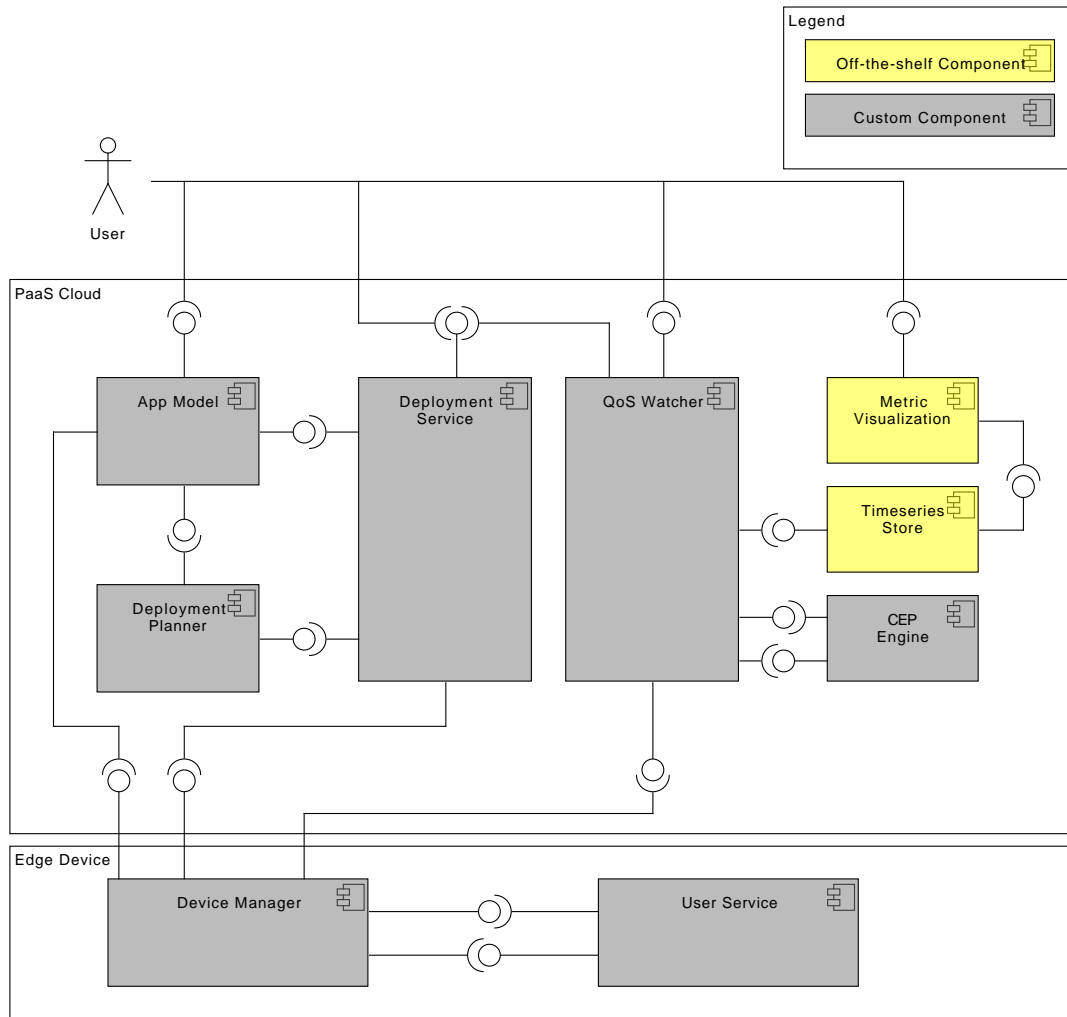 Legend
Off-the-shelf Component
Custom Component
User
PaaS Cloud
App Model
Deployment
Service
QoS Watcher
Metric
Visualization
Timeseries
Store
Deployment
Planner
CEP
Engine
Edge Device
Device Manager
User Service